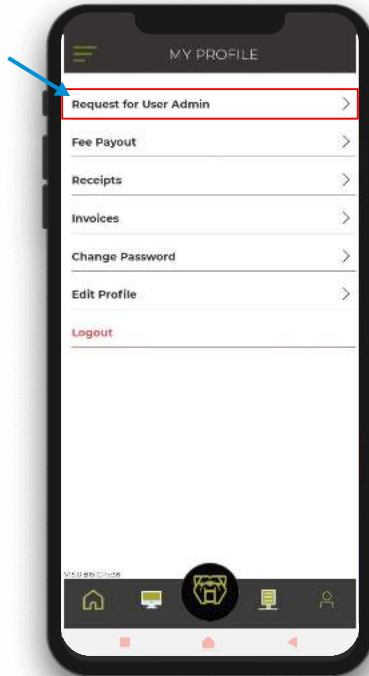 MY PROFILE
Request for User Admin
Fee Payout
Receipts
Invoices
Change Password
Edit Profile
Logout